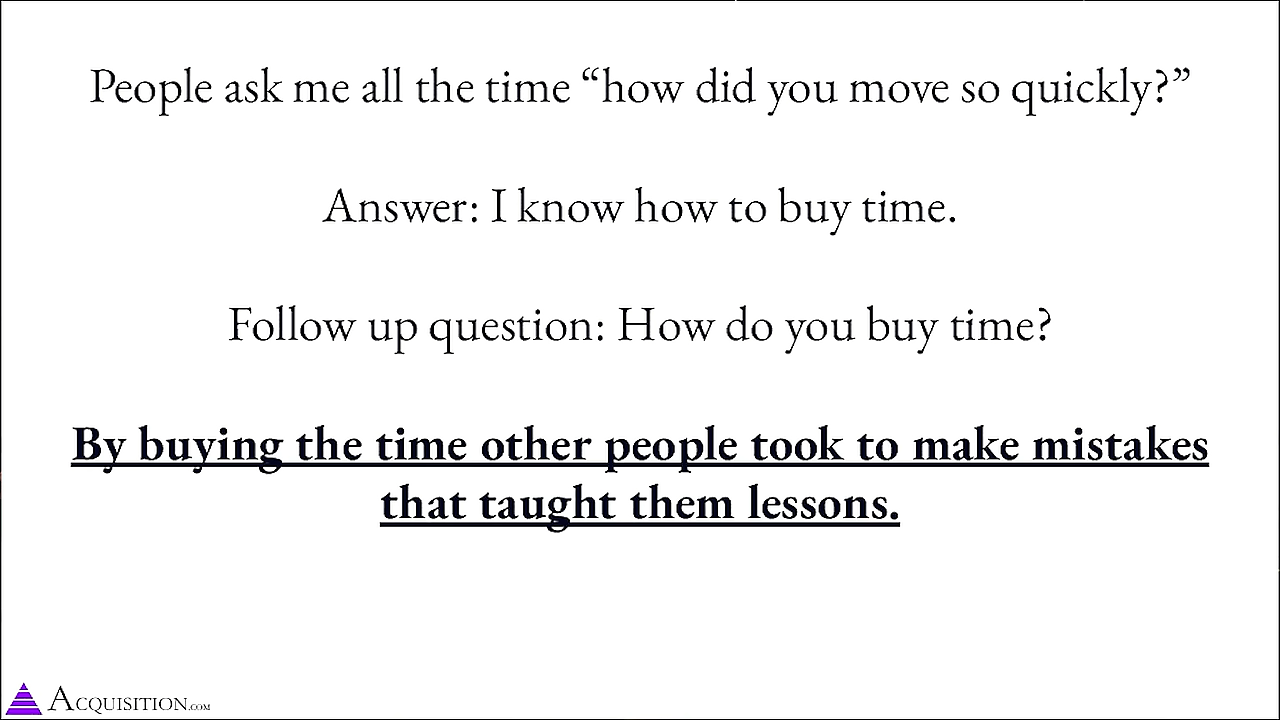 People ask me all the time “how did you move so quickly?”
Answer: I know how to buy time.
Follow up question: How do you buy time?
By buying the time other people took to make mistakes
that taught them lessons.
ACQUISITION.COM